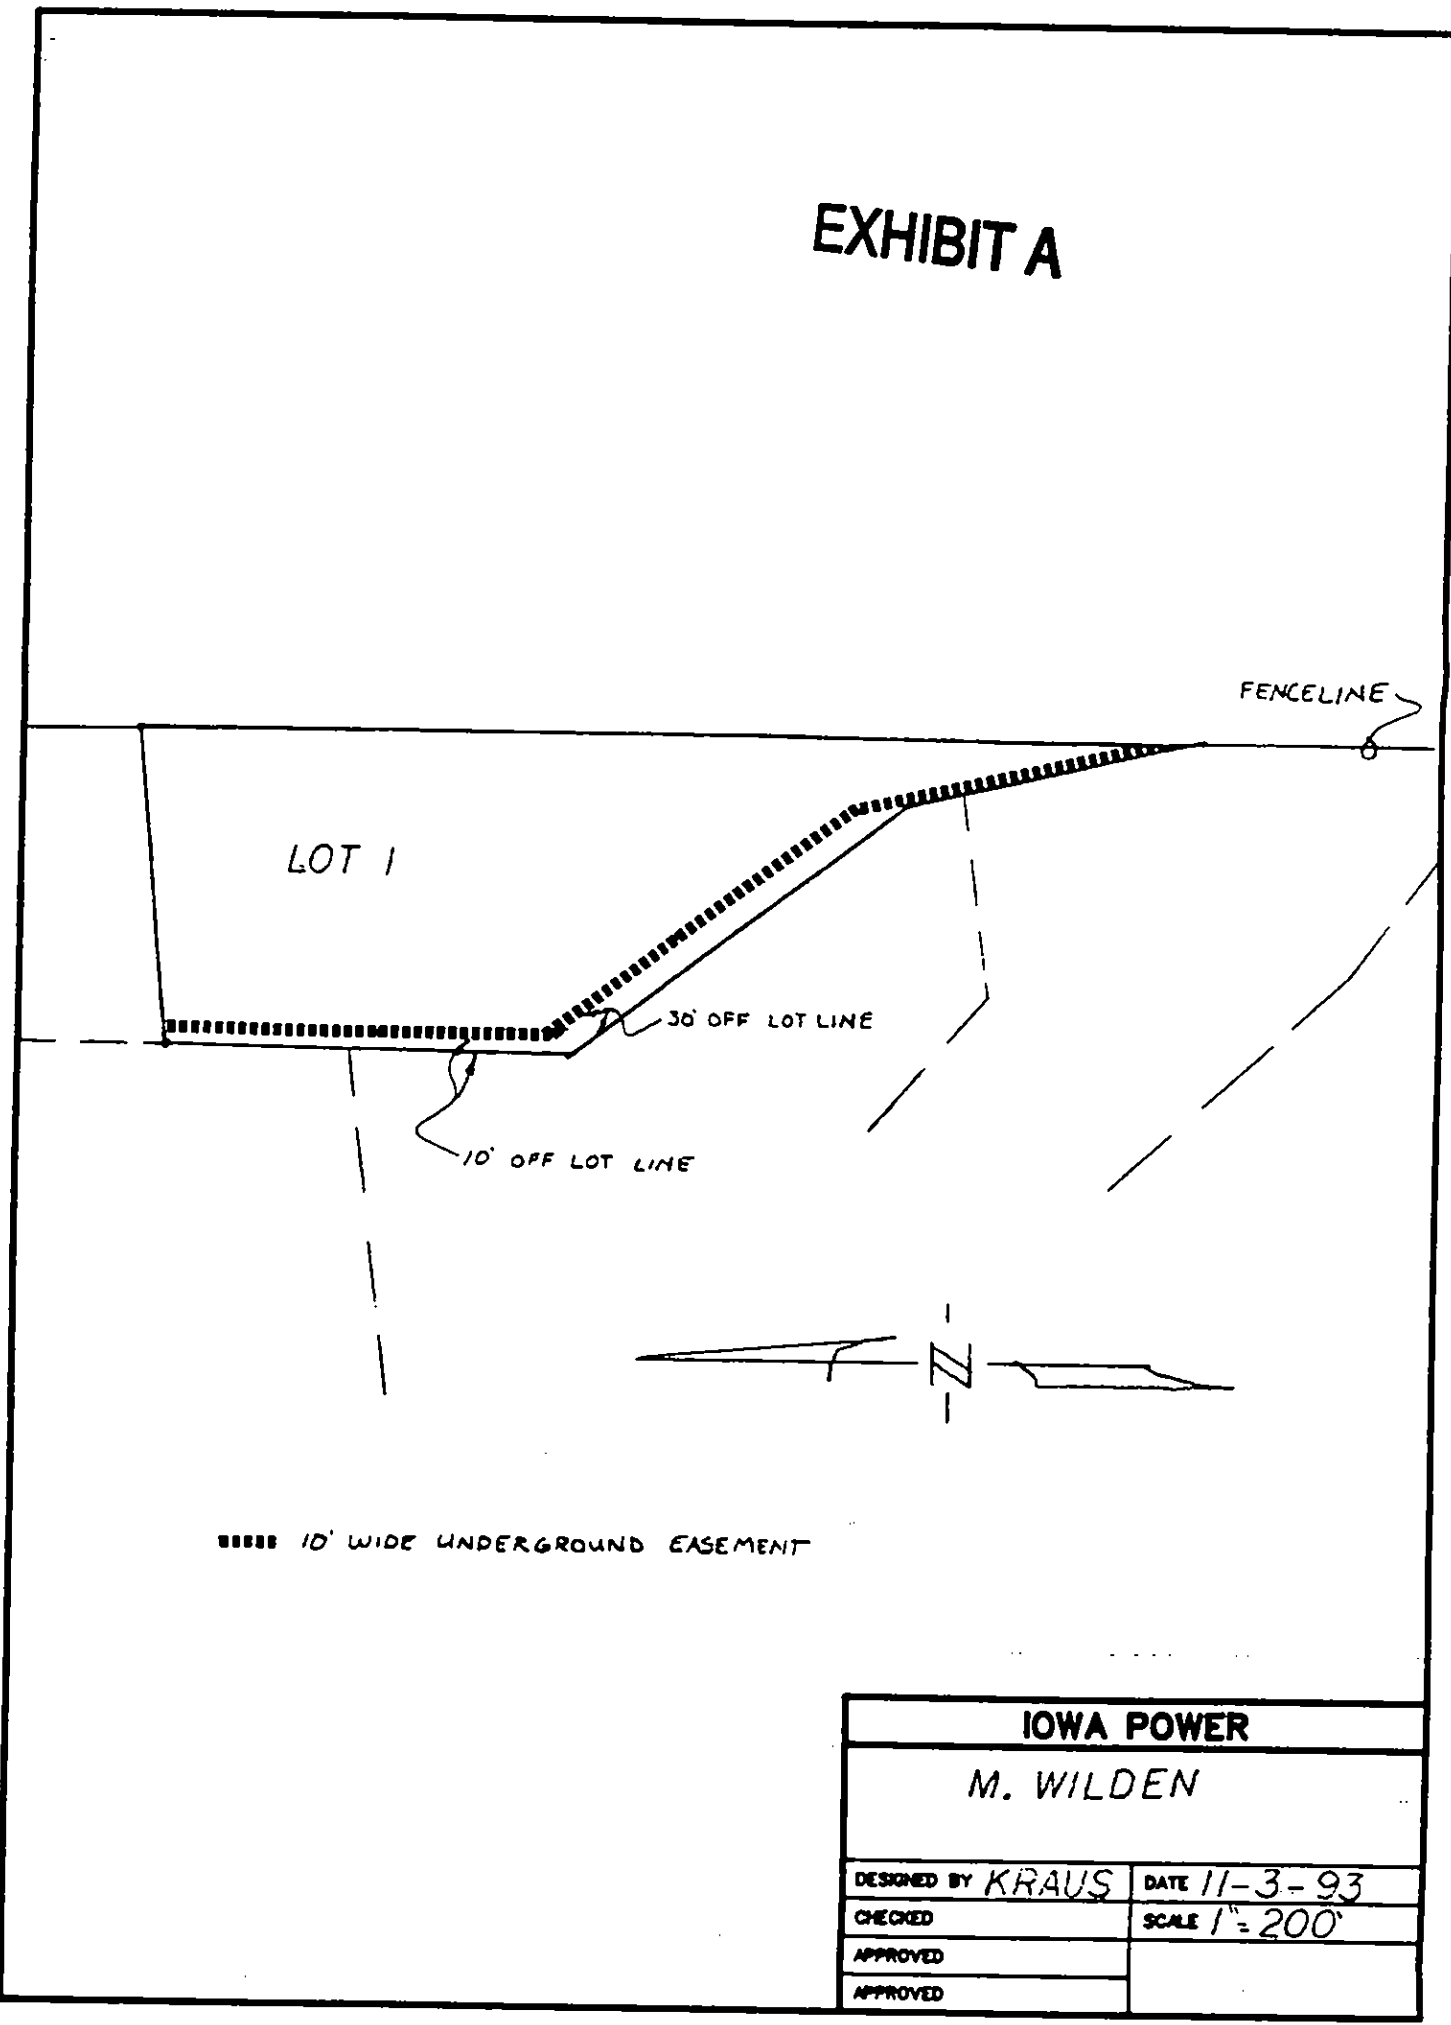 EXHIBIT A
FENCELINE
LOT 1
30' OFF LOT LINE
10' OFF LOT LINE
N
10' WIDE UNDERGROUND EASEMENT
IOWA POWER
M. WILDEN
DESIGNED BY KRAUS
DATE 11-3-93
CHECKED
SCALE 1"=200'
APPROVED
APPROVED